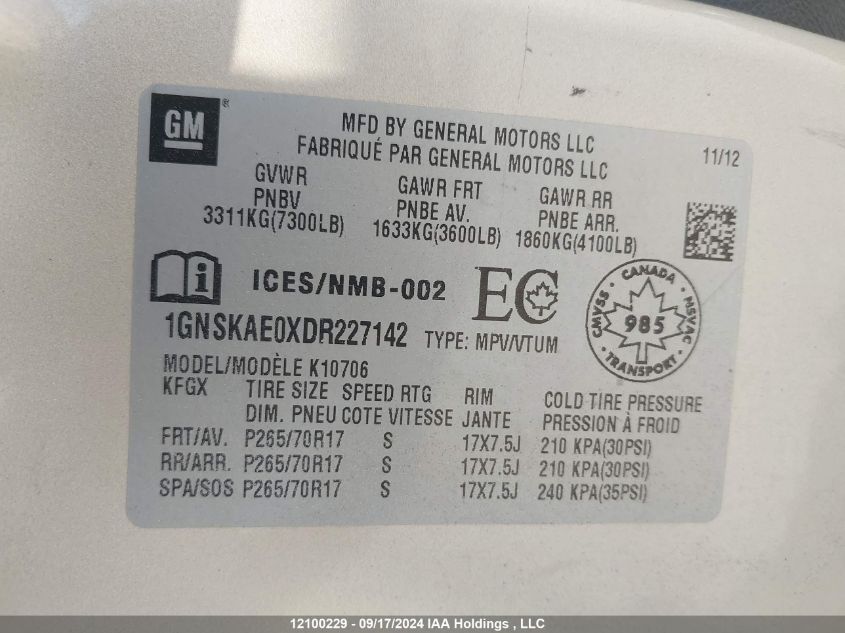 GM ®
MFD BY GENERAL MOTORS LLC
FABRIQUÉ PAR GENERAL MOTORS LLC
11/12
GVWR GAWR FRT GAWR RR
PNBV PNBE AV. PNBE ARR.
3311KG(7300LB) 1633KG(3600LB) 1860KG(4100LB)
i ICES/NMB-002 EC
CANADA
CMVSS 985 NSVAC
TRANSPORT
1GNSKAE0XDR227142 TYPE: MPV/VTUM
MODEL/MODÈLE K10706
KFGX TIRE SIZE SPEED RTG RIM COLD TIRE PRESSURE
DIM. PNEU COTE VITESSE JANTE PRESSION À FROID
FRT/AV. P265/70R17 S 17X7.5J 210 KPA(30PSI)
RR/ARR. P265/70R17 S 17X7.5J 210 KPA(30PSI)
SPA/SOS P265/70R17 S 17X7.5J 240 KPA(35PSI)
12100229 - 09/17/2024 IAA Holdings , LLC